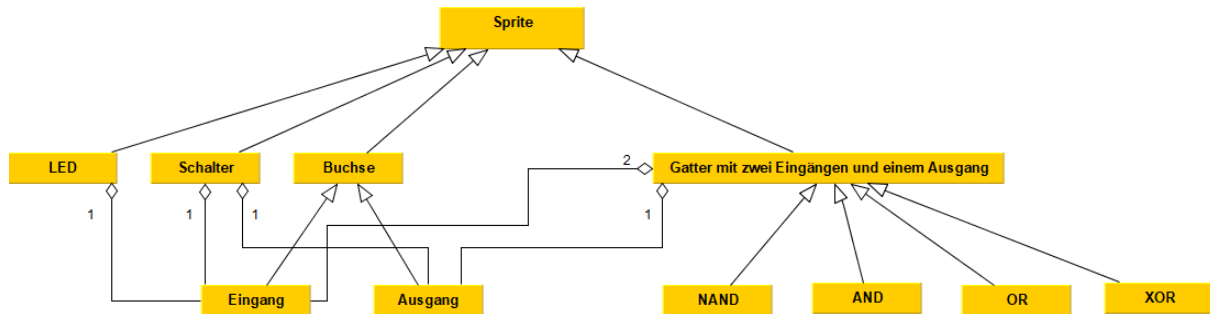 Sprite
LED
Schalter
Buchse
2
Gatter mit zwei Eingängen und einem Ausgang
1
1
1
1
Eingang
Ausgang
NAND
AND
OR
XOR